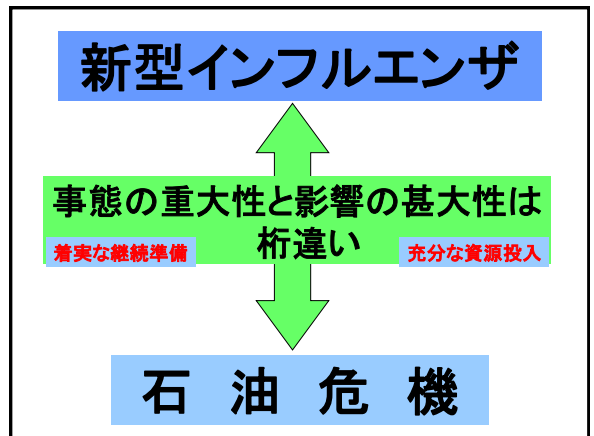 新型インフルエンザ
事態の重大性と影響の甚大性は
桁違い
着実な継続準備
充分な資源投入
石油危機